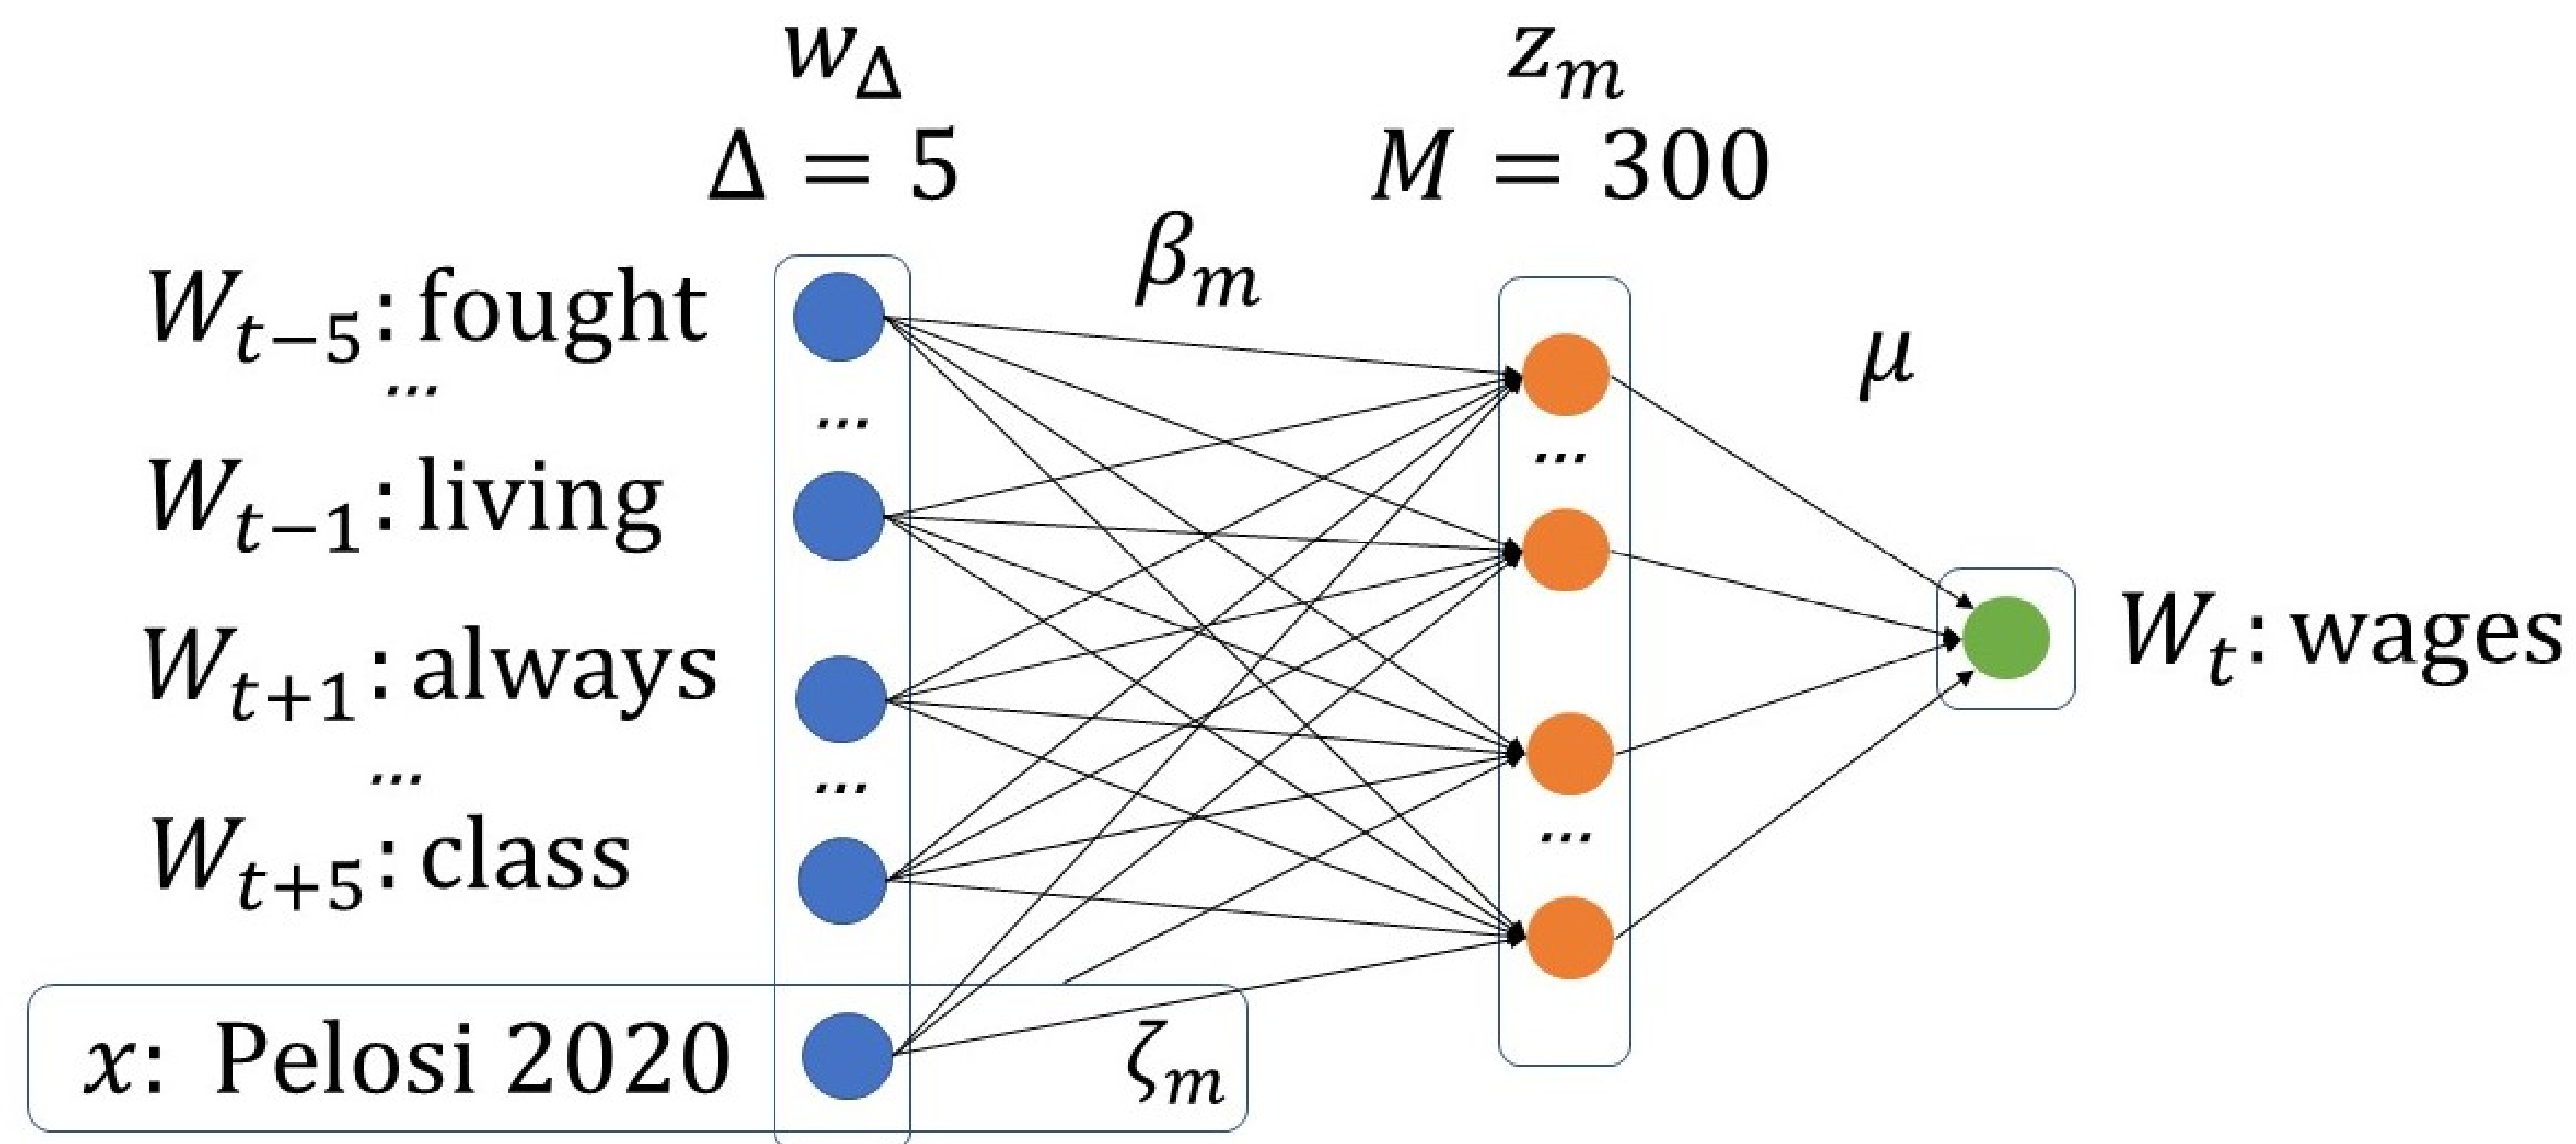 w_Δ
Δ = 5
z_m
M = 300
β_m
μ
W_{t−5}: fought
...
...
W_{t−1}: living
...
W_{t+1}: always
...
...
W_{t+5}: class
...
W_t: wages
x: Pelosi 2020
ζ_m